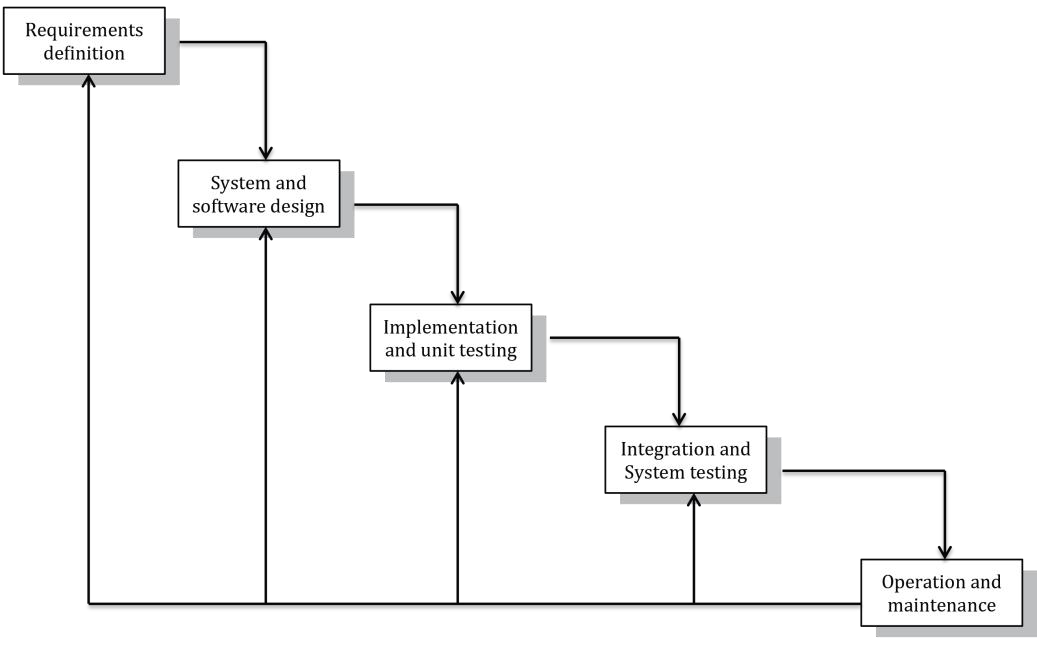 Requirements
definition
System and
software design
Implementation
and unit testing
Integration and
System testing
Operation and
maintenance